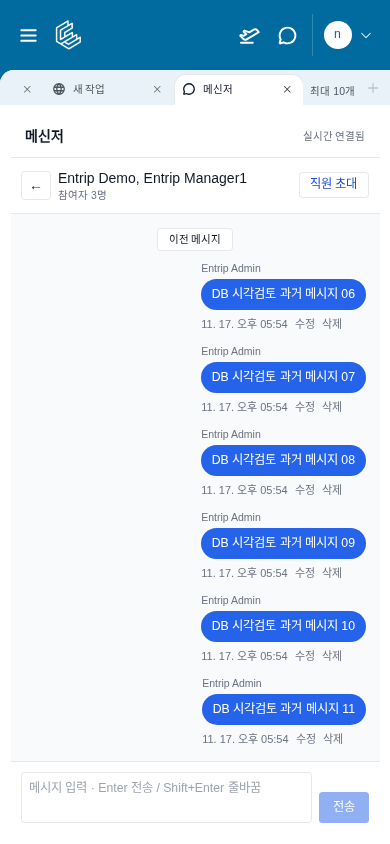 n
새 작업
메신저
최대 10개
메신저
실시간 연결됨
← Entrip Demo, Entrip Manager1
참여자 3명
직원 초대
이전 메시지
Entrip Admin
DB 시각검토 과거 메시지 06
11. 17. 오후 05:54 수정 삭제
Entrip Admin
DB 시각검토 과거 메시지 07
11. 17. 오후 05:54 수정 삭제
Entrip Admin
DB 시각검토 과거 메시지 08
11. 17. 오후 05:54 수정 삭제
Entrip Admin
DB 시각검토 과거 메시지 09
11. 17. 오후 05:54 수정 삭제
Entrip Admin
DB 시각검토 과거 메시지 10
11. 17. 오후 05:54 수정 삭제
Entrip Admin
DB 시각검토 과거 메시지 11
11. 17. 오후 05:54 수정 삭제
메시지 입력 · Enter 전송 / Shift+Enter 줄바꿈
전송